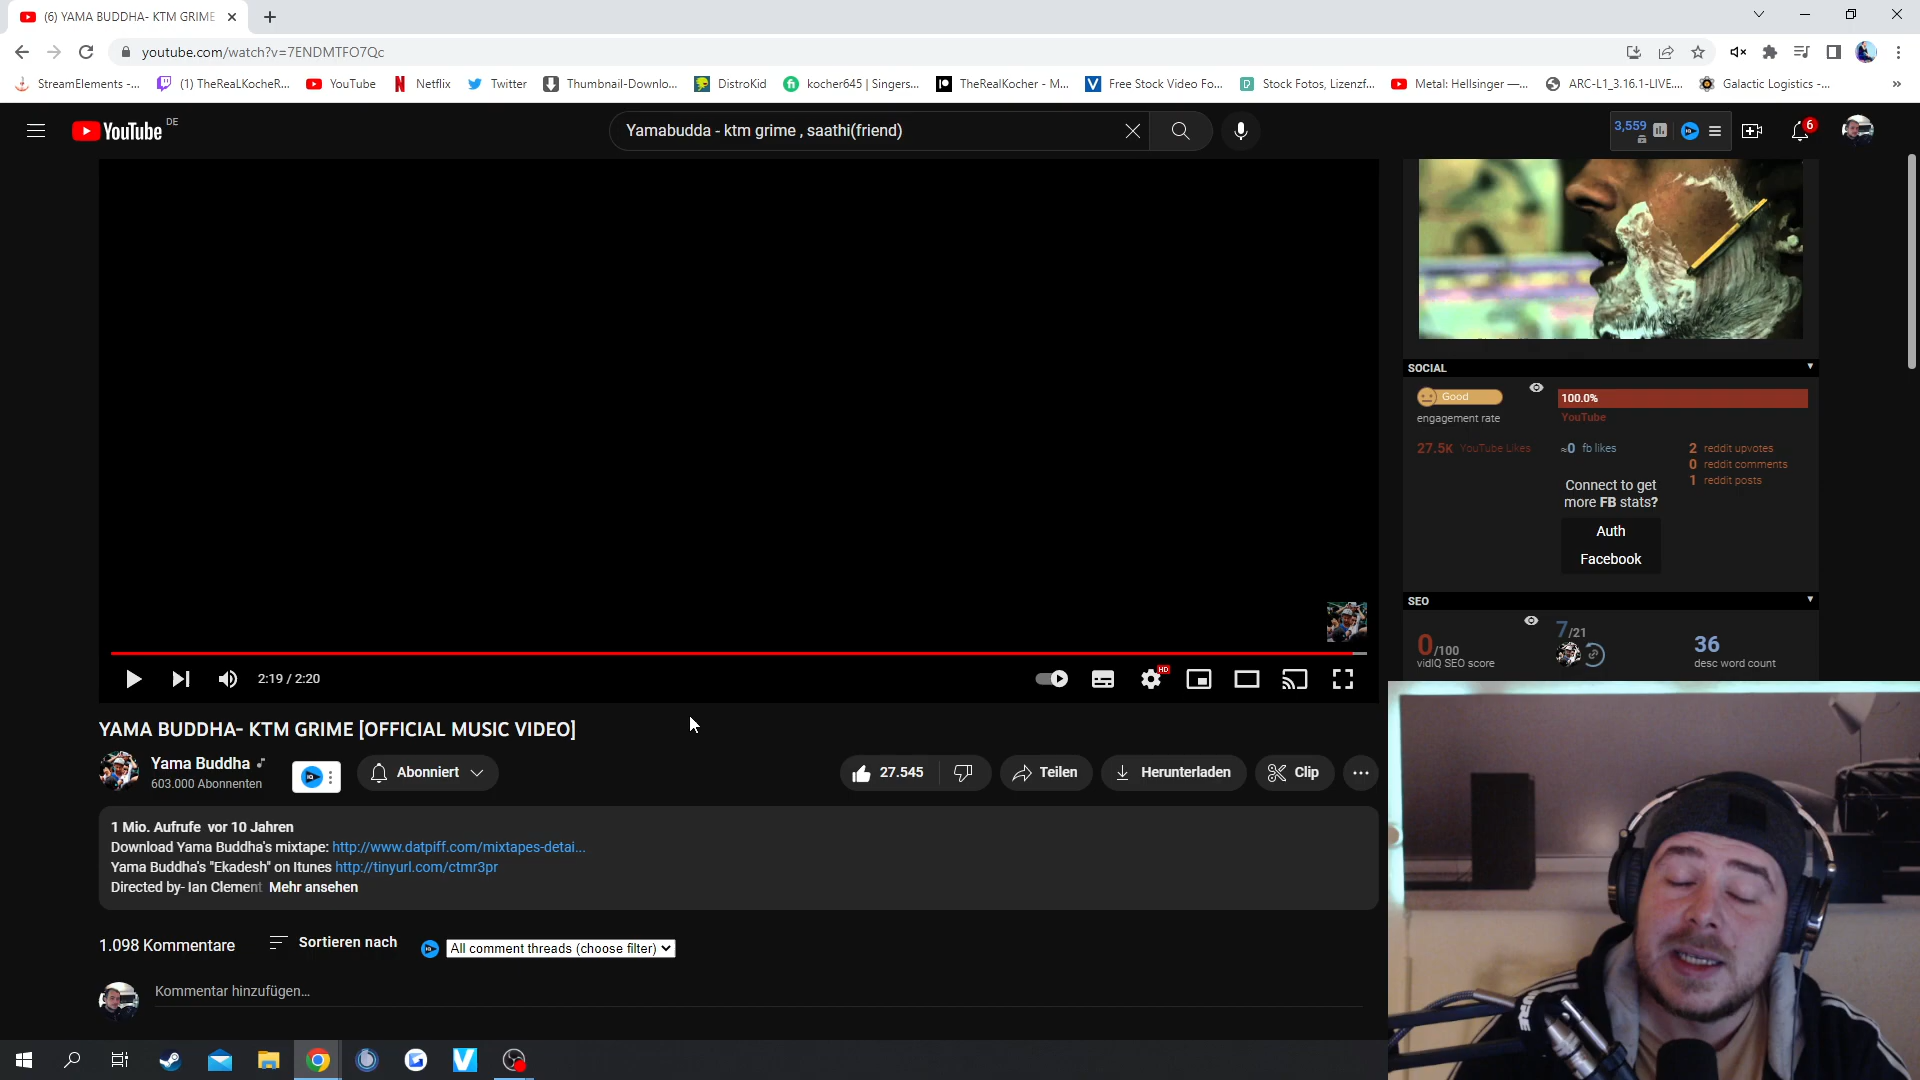 (6) YAMA BUDDHA- KTM GRIME
youtube.com/watch?v=7ENDMTFO7Qc
StreamElements -...
(1) TheReaLKocheR...
YouTube
Netflix
Twitter
Thumbnail-Downlo...
DistroKid
kocher645 | Singers...
TheRealKocher - M...
Free Stock Video Fo...
Stock Fotos, Lizenzf...
Metal: Hellsinger —...
ARC-L1_3.16.1-LIVE....
Galactic Logistics -...
YouTube DE
Yamabudda - ktm grime , saathi(friend)
3,559
6
SOCIAL
Good
engagement rate
100.0%
YouTube
27.5K YouTube Likes
≈0 fb likes
2 reddit upvotes
0 reddit comments
1 reddit posts
Connect to get
more FB stats?
Auth
Facebook
SEO
0/100
vidIQ SEO score
7/21
36
desc word count
2:19 / 2:20
HD
YAMA BUDDHA- KTM GRIME [OFFICIAL MUSIC VIDEO]
Yama Buddha
603.000 Abonnenten
Abonniert
27.545
Teilen
Herunterladen
Clip
1 Mio. Aufrufe vor 10 Jahren
Download Yama Buddha's mixtape: http://www.datpiff.com/mixtapes-detai...
Yama Buddha's "Ekadesh" on Itunes http://tinyurl.com/ctmr3pr
Directed by- Ian Clement Mehr ansehen
1.098 Kommentare
Sortieren nach
All comment threads (choose filter)
Kommentar hinzufügen...